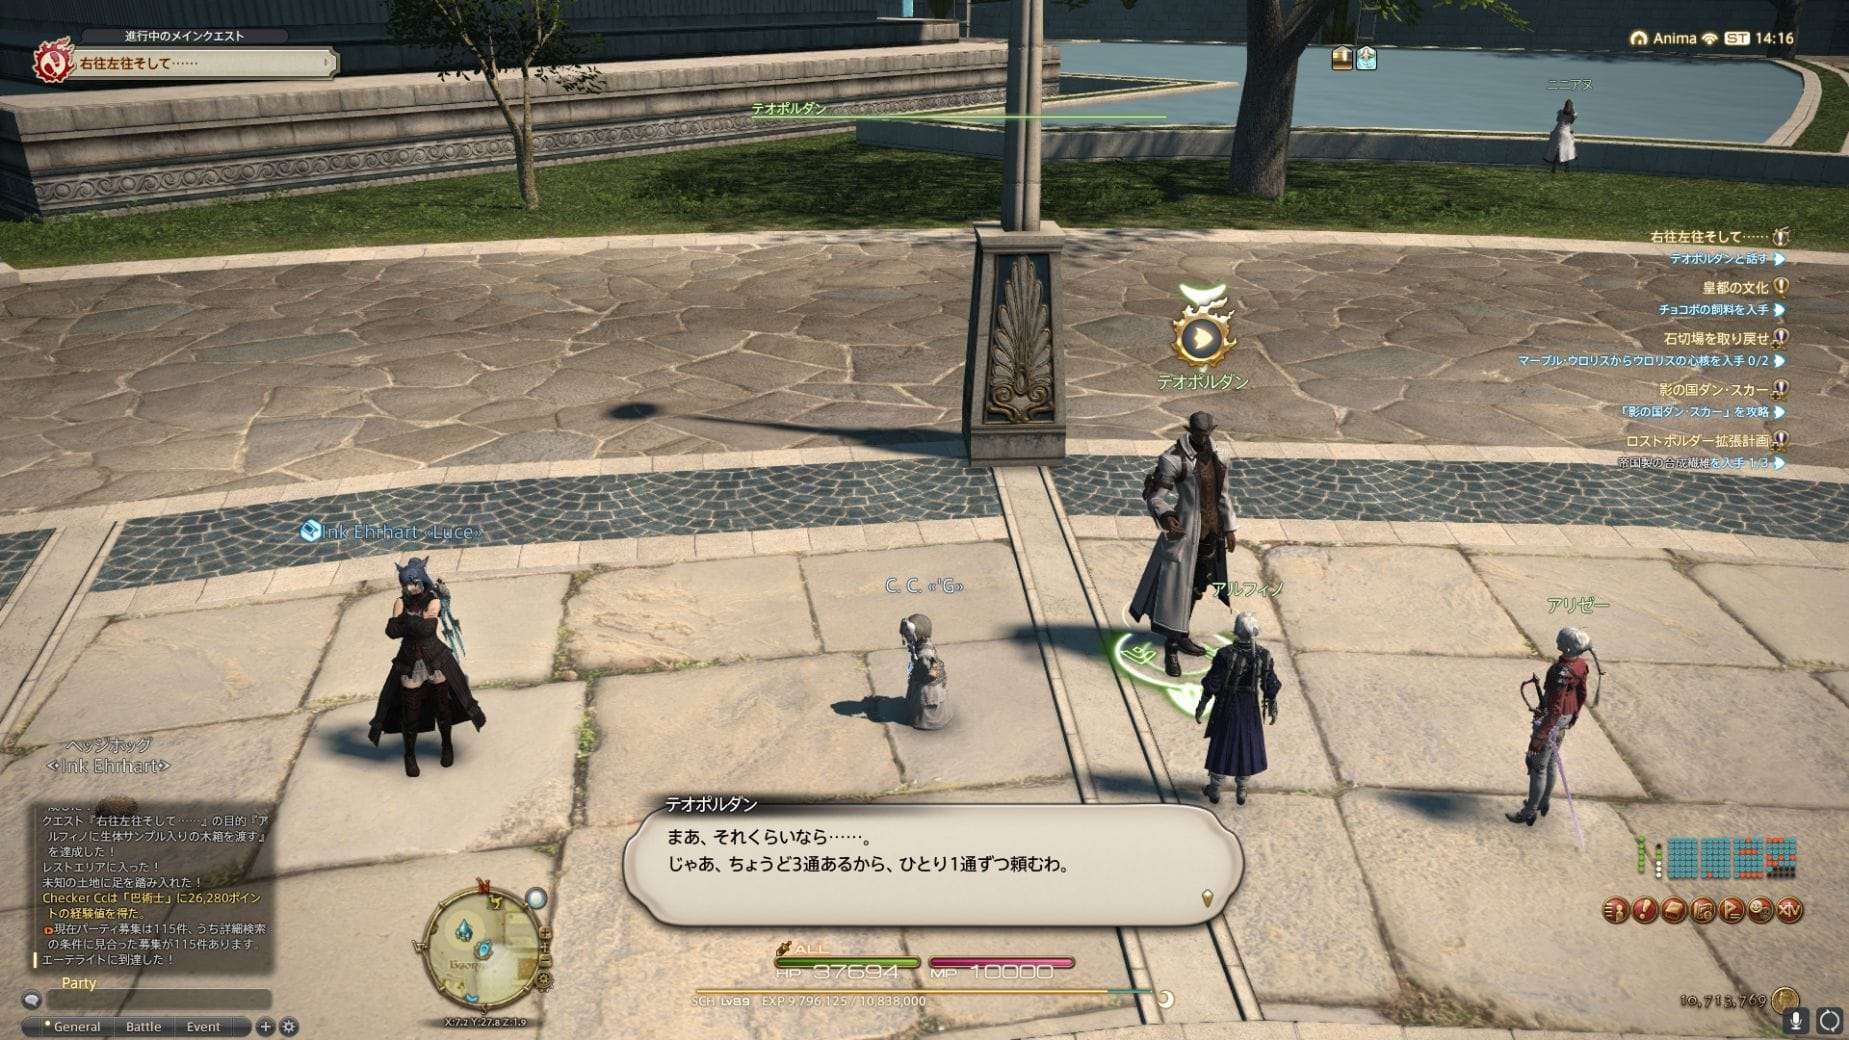 進行中のメインクエスト
右往左往そして……
Anima ST 14:16
ニニアヌ
テオポルダン
右往左往そして……
テオポルダンと話す
皇都の文化
チョコボの飼料を入手
石切場を取り戻せ
マーブル・ウロリスからウロリスの心核を入手 0/2
影の国ダン・スカー
「影の国ダン・スカー」を攻略
ロストボルダー拡張計画
帝国製の合成繊維を入手 1/3
テオポルダン
Ink Ehrhart «Luce»
C. C. «'G»
アルフィノ
アリゼー
ヘッジホッグ
«Ink Ehrhart»
クエスト『右往左往そして……』の目的『ア
ルフィノに生体サンプル入りの木箱を渡す』
を達成した！
レストエリアに入った！
未知の土地に足を踏み入れた！
Checker Ccは「巴術士」に26,280ポイン
トの経験値を得た。
現在パーティ募集は115件、うち詳細検索
の条件に見合った募集が115件あります。
エーテライトに到達した！
Party
General Battle Event
テオポルダン
まあ、それくらいなら……。
じゃあ、ちょうど3通あるから、ひとり1通ずつ頼むわ。
N
X:7.2 Y:27.8 Z:1.9
ALL
HP 37694 MP 10000
SCH Lv89 EXP 9,796,125 / 10,838,000
XIV
10,713,769